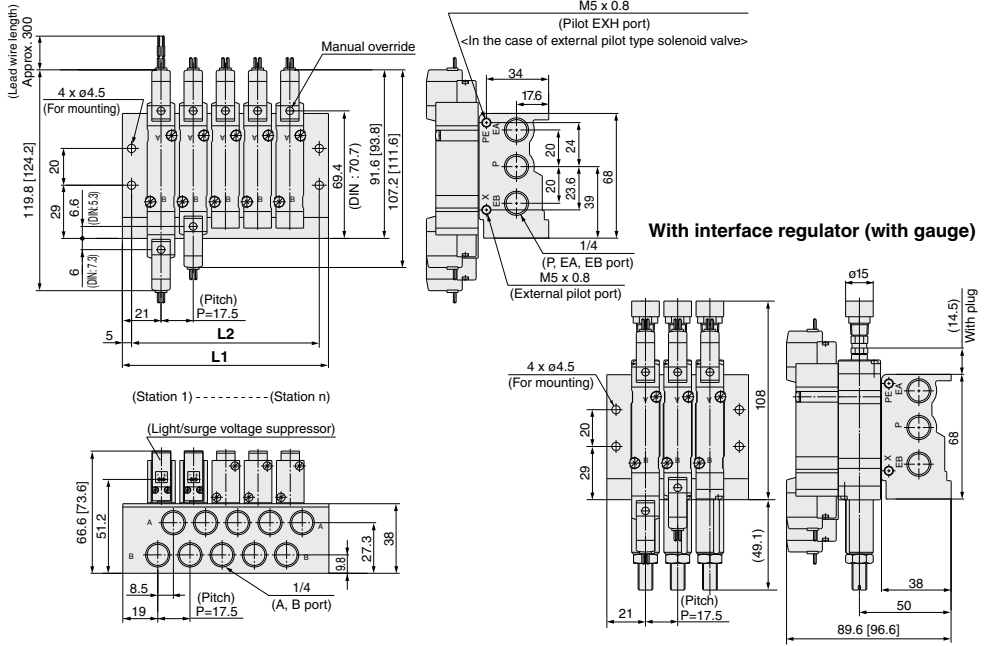 (Lead wire length)
Approx. 300
119.8 [124.2]
4 x ø4.5
(For mounting)
20
29
6.6
(DIN: 5.3)
6
(DIN: 7.3)
Manual override
A
A
B
B
B
B
B
69.4
(DIN : 70.7)
91.6 [93.8]
107.2 [111.6]
21
(Pitch)
P=17.5
5
L2
L1
M5 x 0.8
(Pilot EXH port)
<In the case of external pilot type solenoid valve>
34
17.6
PE
EA
P
X
EB
20
20
24
23.6
39
68
1/4
(P, EA, EB port)
M5 x 0.8
(External pilot port)
(Station 1) - - - - - - - - - (Station n)
(Light/surge voltage suppressor)
66.6 [73.6]
51.2
A
A
B
B
38
27.3
9.8
8.5
19
(Pitch)
P=17.5
1/4
(A, B port)
With interface regulator (with gauge)
4 x ø4.5
(For mounting)
20
29
B
B
B
108
(49.1)
21
(Pitch)
P=17.5
ø15
(14.5)
With plug
PE
EA
P
X
EB
68
38
50
89.6 [96.6]